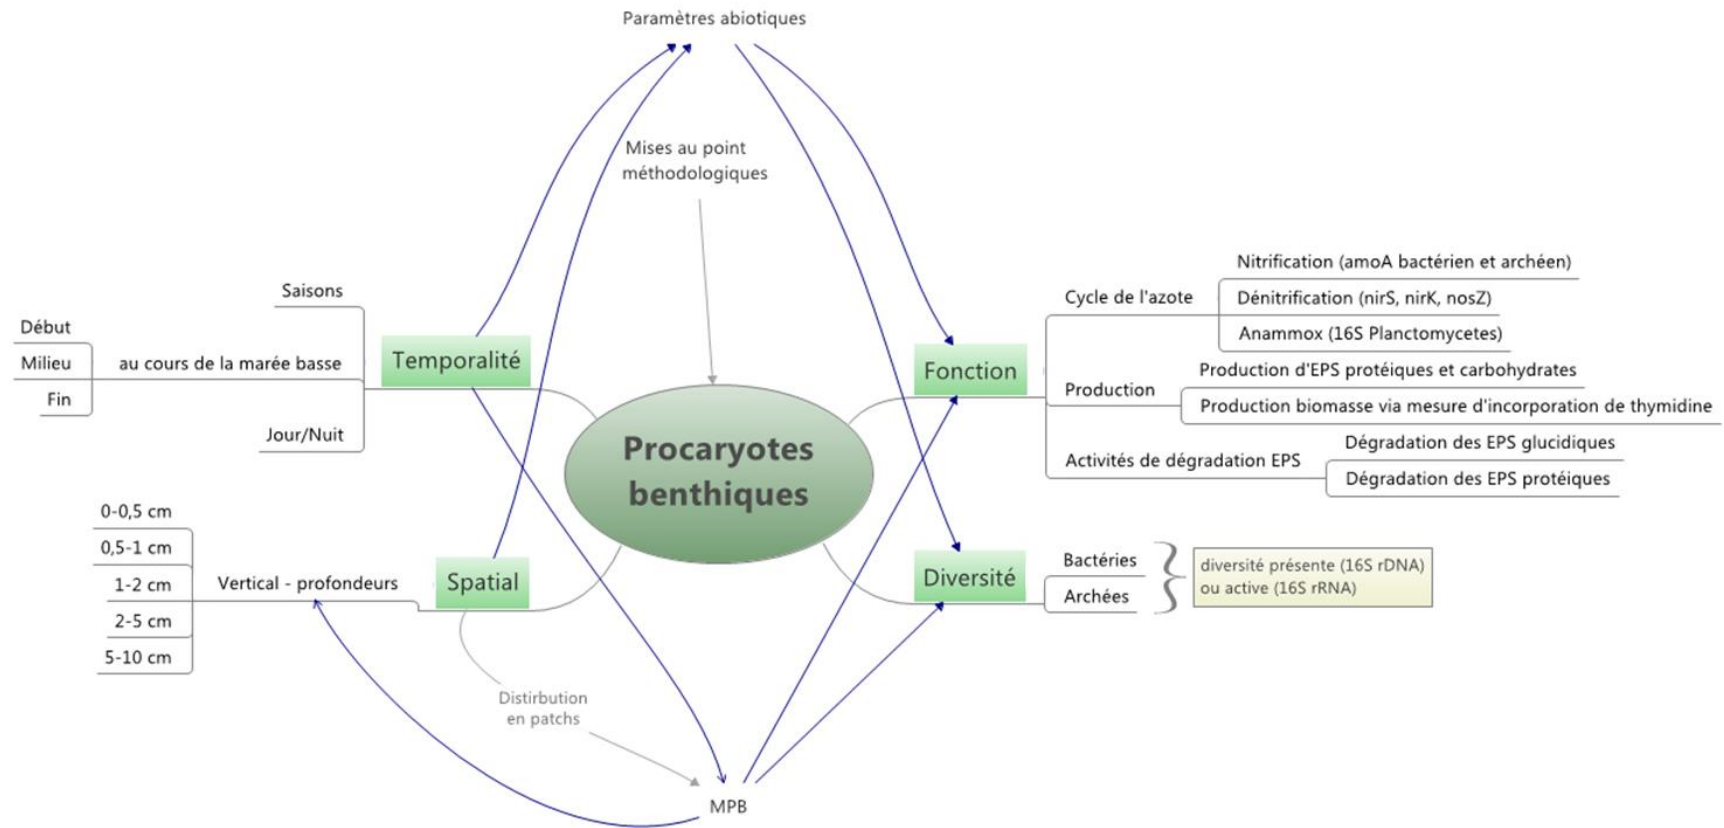 Paramètres abiotiques
Mises au point
méthodologiques
Saisons
Début
Milieu
Fin
au cours de la marée basse
Jour/Nuit
Temporalité
0-0,5 cm
0,5-1 cm
1-2 cm
2-5 cm
5-10 cm
Vertical - profondeurs
Spatial
Distirbution
en patchs
MPB
Procaryotes
benthiques
Fonction
Cycle de l'azote
Nitrification (amoA bactérien et archéen)
Dénitrification (nirS, nirK, nosZ)
Anammox (16S Planctomycetes)
Production
Production d'EPS protéiques et carbohydrates
Production biomasse via mesure d'incorporation de thymidine
Activités de dégradation EPS
Dégradation des EPS glucidiques
Dégradation des EPS protéiques
Diversité
Bactéries
Archées
diversité présente (16S rDNA)
ou active (16S rRNA)